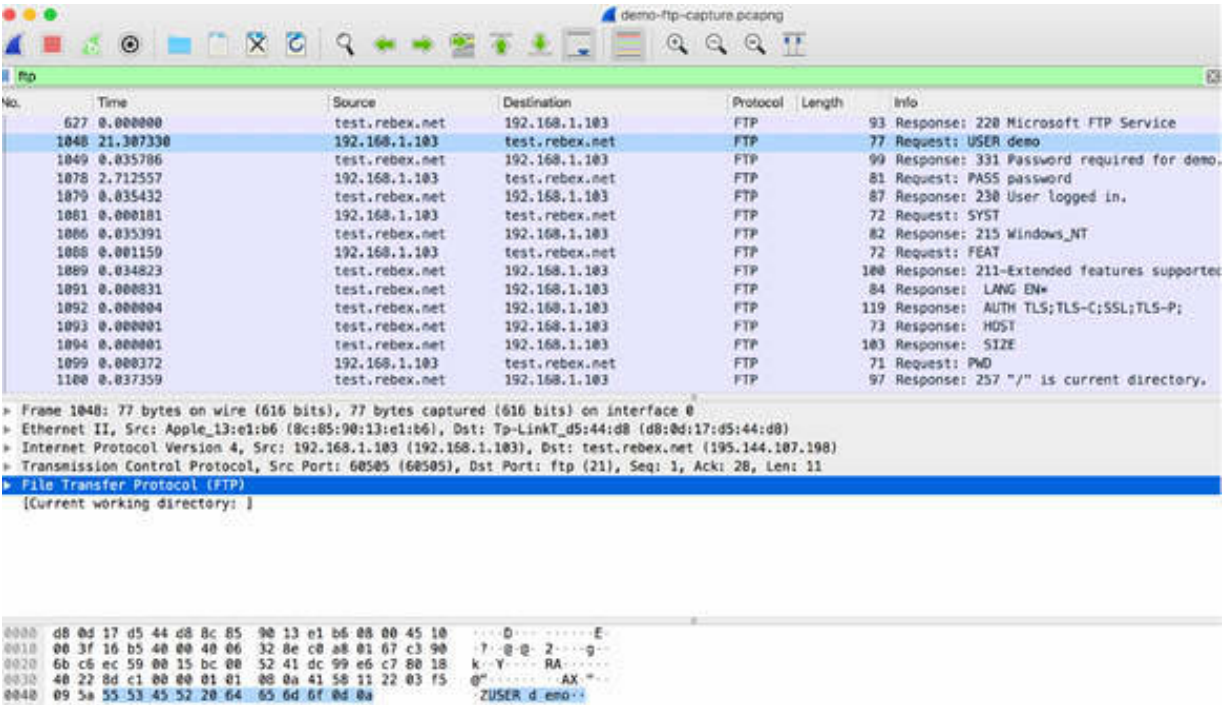 demo-ftp-capture.pcapng
ftp
No. Time Source Destination Protocol Length Info
627 0.000000 test.rebex.net 192.168.1.103 FTP 93 Response: 220 Microsoft FTP Service
1048 21.307330 192.168.1.103 test.rebex.net FTP 77 Request: USER demo
1049 0.035786 test.rebex.net 192.168.1.103 FTP 99 Response: 331 Password required for demo.
1078 2.712557 192.168.1.103 test.rebex.net FTP 81 Request: PASS password
1079 0.035432 test.rebex.net 192.168.1.103 FTP 87 Response: 230 User logged in.
1081 0.000181 192.168.1.103 test.rebex.net FTP 72 Request: SYST
1086 0.035391 test.rebex.net 192.168.1.103 FTP 82 Response: 215 Windows_NT
1088 0.001159 192.168.1.103 test.rebex.net FTP 72 Request: FEAT
1089 0.034823 test.rebex.net 192.168.1.103 FTP 100 Response: 211-Extended features supported
1091 0.000831 test.rebex.net 192.168.1.103 FTP 84 Response: LANG EN*
1092 0.000004 test.rebex.net 192.168.1.103 FTP 119 Response: AUTH TLS;TLS-C;SSL;TLS-P;
1093 0.000001 test.rebex.net 192.168.1.103 FTP 73 Response: HOST
1094 0.000001 test.rebex.net 192.168.1.103 FTP 103 Response: SIZE
1099 0.000372 192.168.1.103 test.rebex.net FTP 71 Request: PWD
1100 0.037359 test.rebex.net 192.168.1.103 FTP 97 Response: 257 "/" is current directory.
Frame 1048: 77 bytes on wire (616 bits), 77 bytes captured (616 bits) on interface 0
Ethernet II, Src: Apple_13:e1:b6 (8c:85:90:13:e1:b6), Dst: Tp-LinkT_d5:44:d8 (d8:0d:17:d5:44:d8)
Internet Protocol Version 4, Src: 192.168.1.103 (192.168.1.103), Dst: test.rebex.net (195.144.107.198)
Transmission Control Protocol, Src Port: 60505 (60505), Dst Port: ftp (21), Seq: 1, Ack: 28, Len: 11
File Transfer Protocol (FTP)
[Current working directory: ]
0000 d8 0d 17 d5 44 d8 8c 85 90 13 e1 b6 08 00 45 10 ····D··· ······E·
0010 00 3f 16 b5 40 00 40 06 32 8e c0 a8 01 67 c3 90 ·?··@·@· 2····g··
0020 6b c6 ec 59 00 15 bc 00 52 41 dc 99 e6 c7 80 18 k··Y···· RA······
0030 40 22 8d c1 00 00 01 01 08 0a 41 58 11 22 03 f5 @"······ ··AX·"··
0040 09 5a 55 53 45 52 20 64 65 6d 6f 0d 0a ·ZUSER d emo··